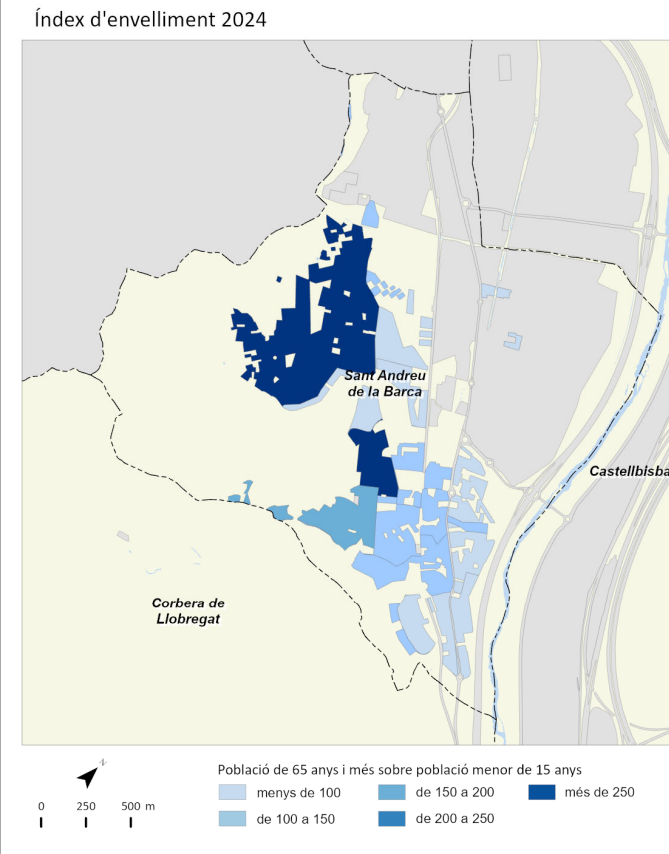 Índex d'envelliment 2024
Sant Andreu
de la Barca
Castellbisba
Corbera de
Llobregat
N
0 250 500 m
Població de 65 anys i més sobre població menor de 15 anys
menys de 100
de 150 a 200
més de 250
de 100 a 150
de 200 a 250